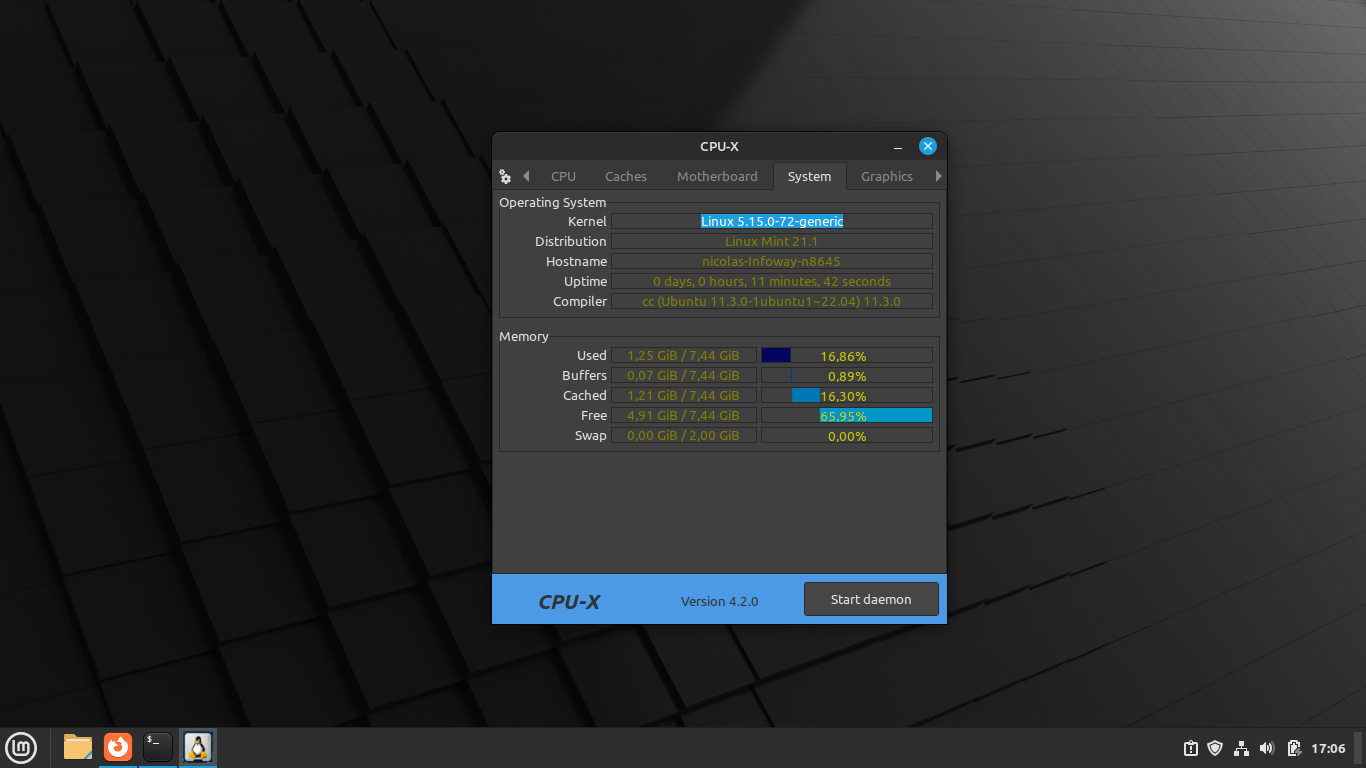 CPU-X
CPU Caches Motherboard System Graphics
Operating System
Kernel Linux 5.15.0-72-generic
Distribution Linux Mint 21.1
Hostname nicolas-Infoway-n8645
Uptime 0 days, 0 hours, 11 minutes, 42 seconds
Compiler cc (Ubuntu 11.3.0-1ubuntu1~22.04) 11.3.0
Memory
Used 1,25 GiB / 7,44 GiB 16,86%
Buffers 0,07 GiB / 7,44 GiB 0,89%
Cached 1,21 GiB / 7,44 GiB 16,30%
Free 4,91 GiB / 7,44 GiB 65,95%
Swap 0,00 GiB / 2,00 GiB 0,00%
CPU-X Version 4.2.0 Start daemon
$_ 17:06